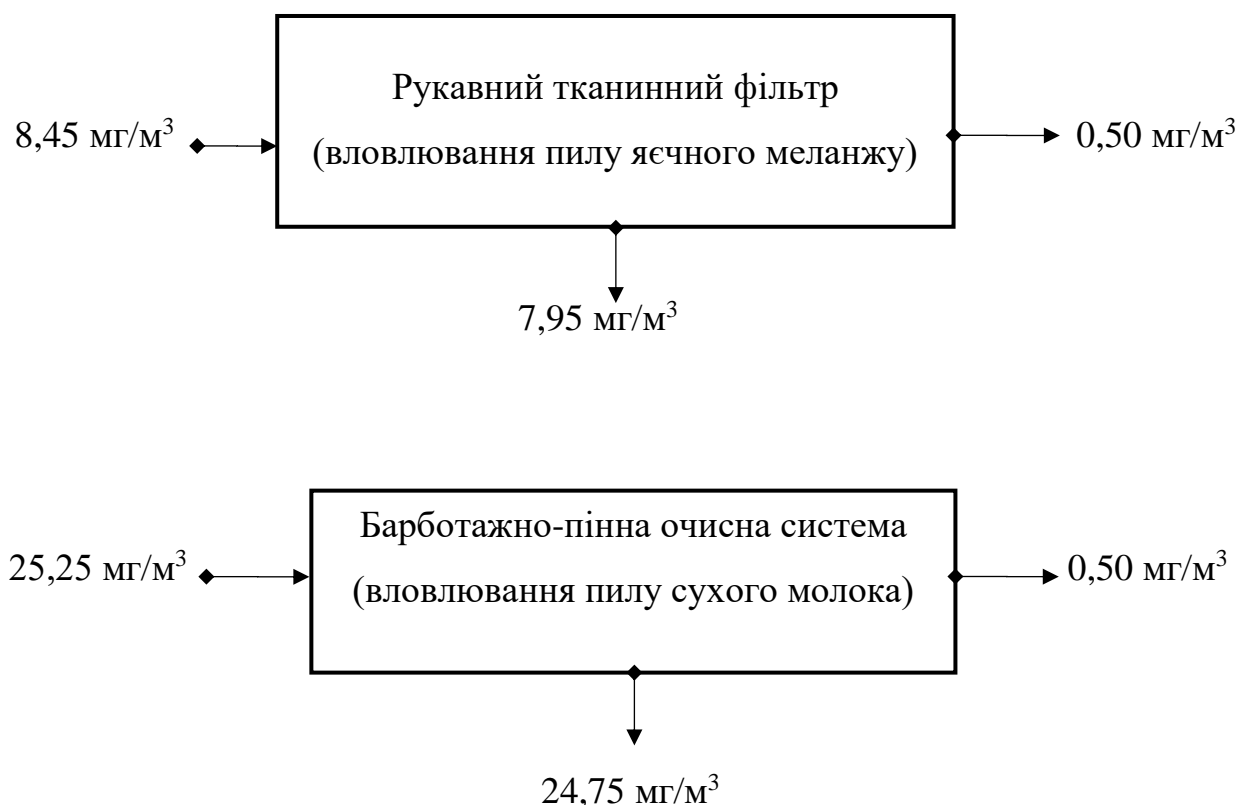 Рукавний тканинний фільтр
(вловлювання пилу яєчного меланжу)
8,45 мг/м³
0,50 мг/м³
7,95 мг/м³
Барботажно-пінна очисна система
(вловлювання пилу сухого молока)
25,25 мг/м³
0,50 мг/м³
24,75 мг/м³